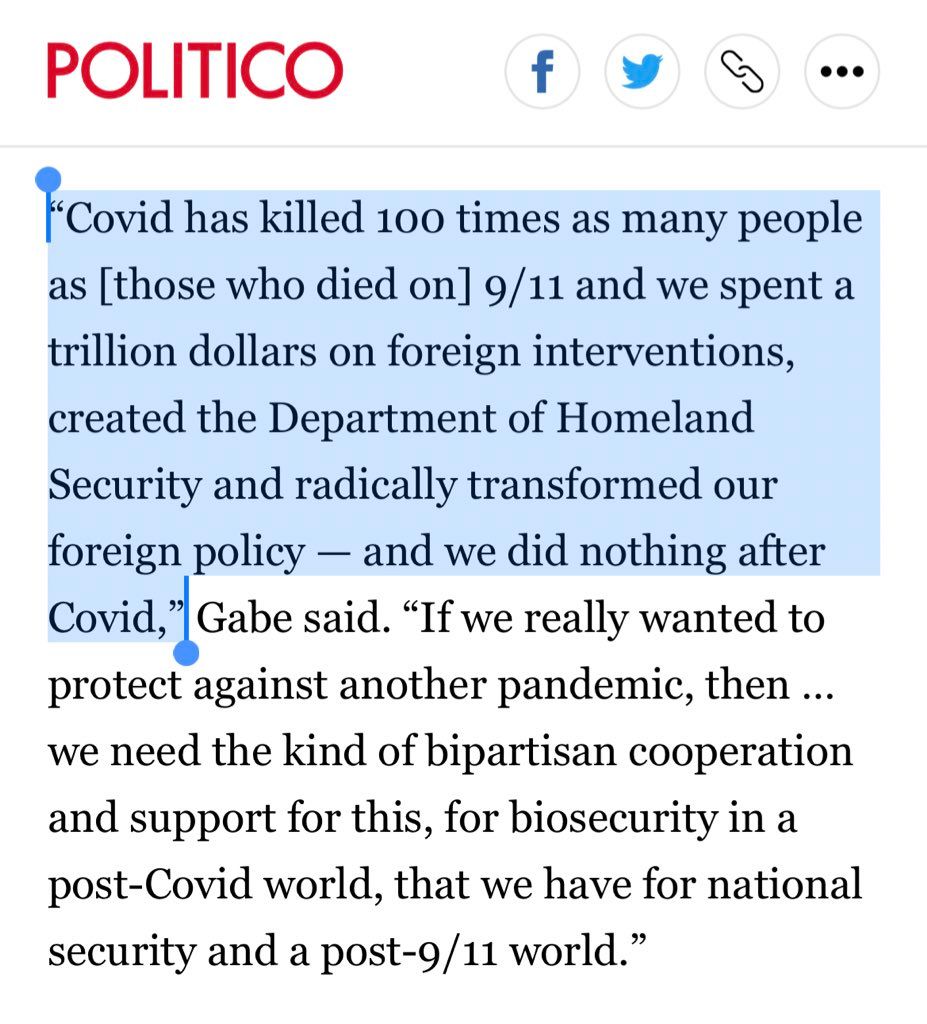 POLITICO
“Covid has killed 100 times as many people
as [those who died on] 9/11 and we spent a
trillion dollars on foreign interventions,
created the Department of Homeland
Security and radically transformed our
foreign policy — and we did nothing after
Covid,” Gabe said. “If we really wanted to
protect against another pandemic, then ...
we need the kind of bipartisan cooperation
and support for this, for biosecurity in a
post-Covid world, that we have for national
security and a post-9/11 world.”